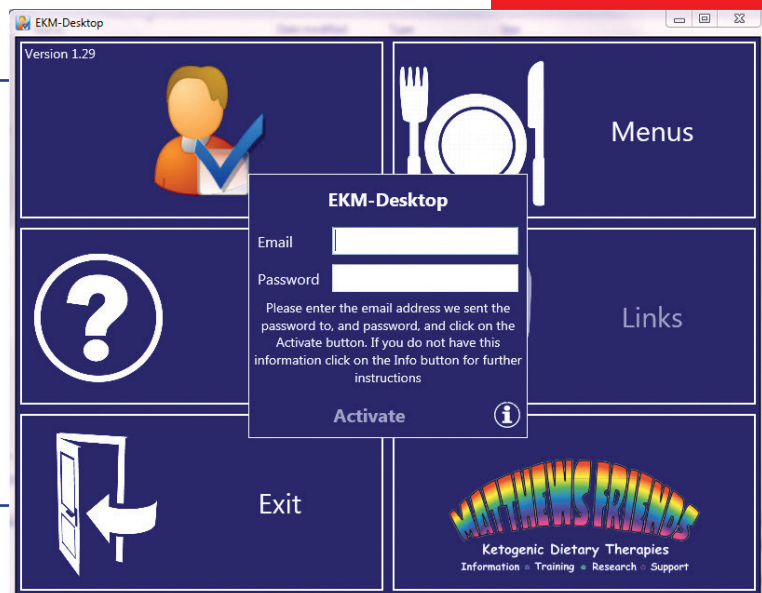 EKM-Desktop
Version 1.29
Menus
EKM-Desktop
Email
Password
Please enter the email address we sent the
password to, and password, and click on the
Activate button. If you do not have this
information click on the Info button for further
instructions
Activate
Links
Exit
MATTHEWS FRIENDS
Ketogenic Dietary Therapies
Information Training Research Support